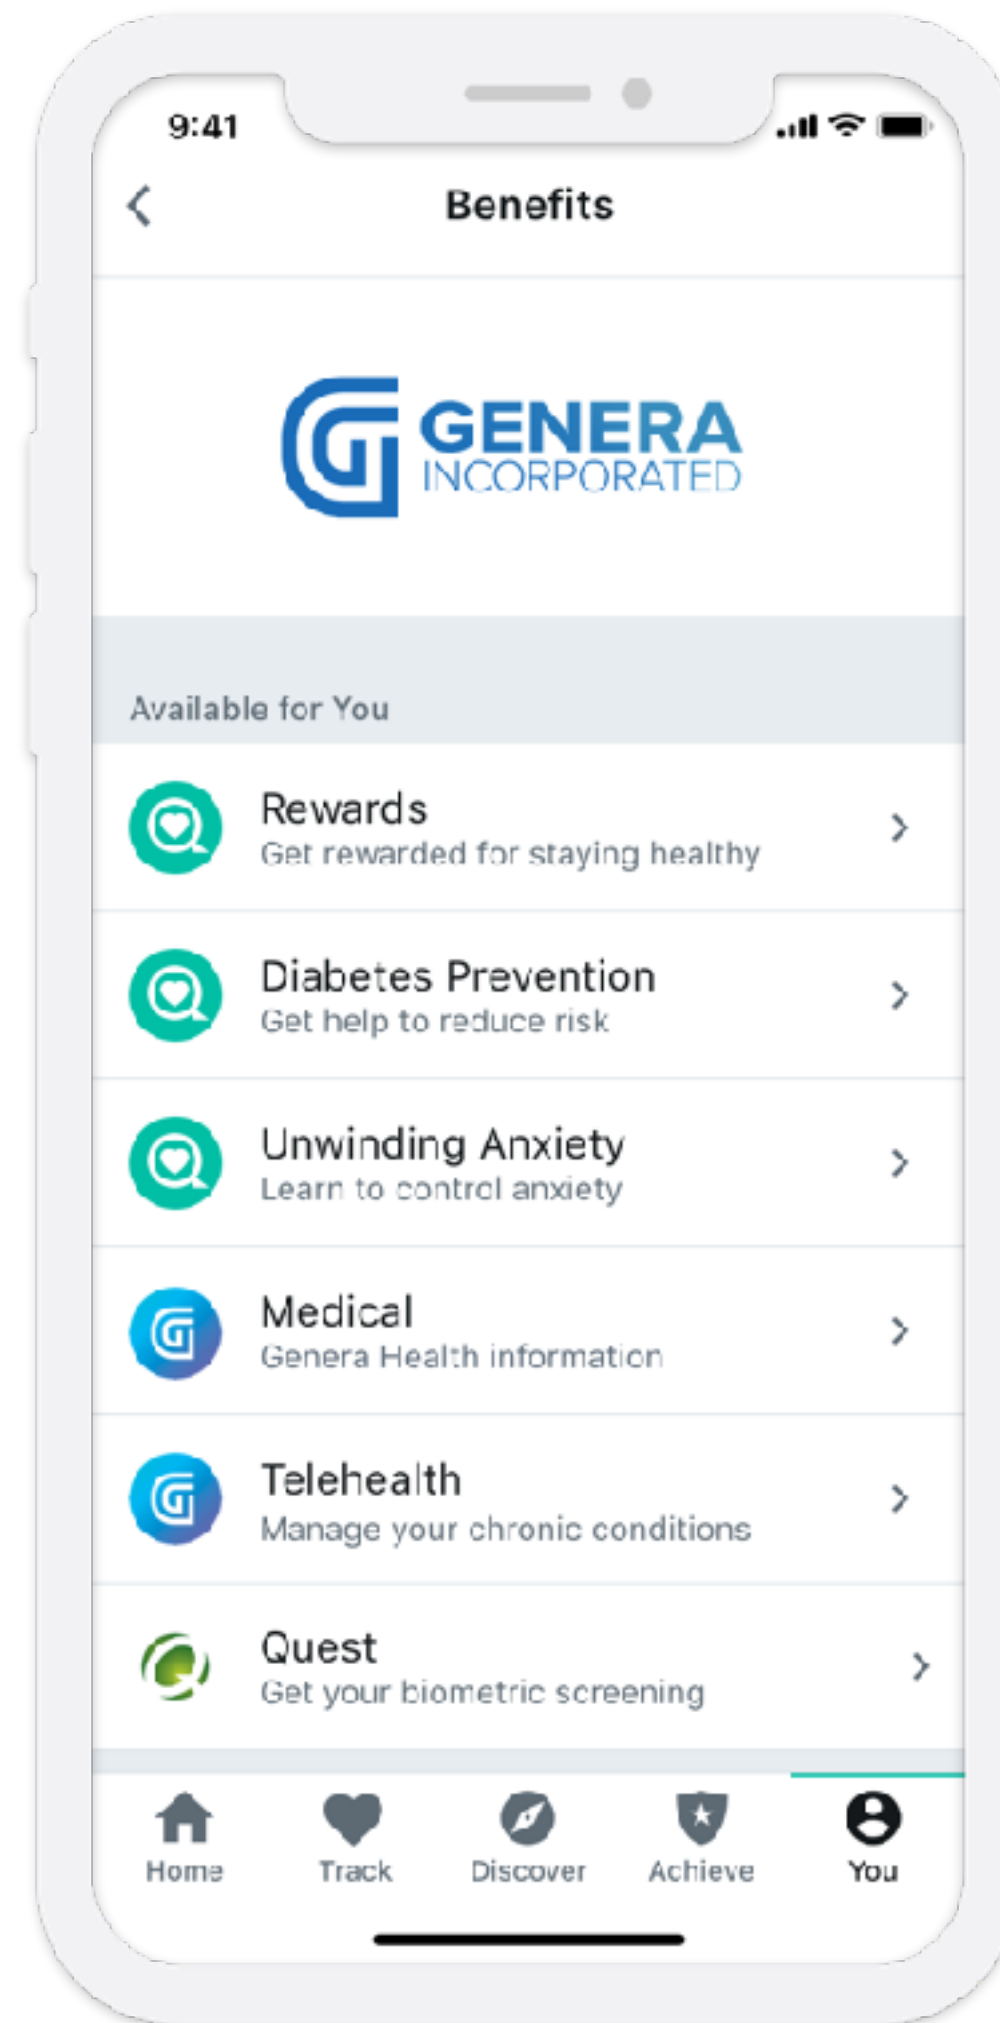 9:41
Benefits
GENERA
INCORPORATED
Available for You
Rewards
Get rewarded for staying healthy
Diabetes Prevention
Get help to reduce risk
Unwinding Anxiety
Learn to control anxiety
Medical
Genera Health information
Telehealth
Manage your chronic conditions
Quest
Get your biometric screening
Home Track Discover Achieve You